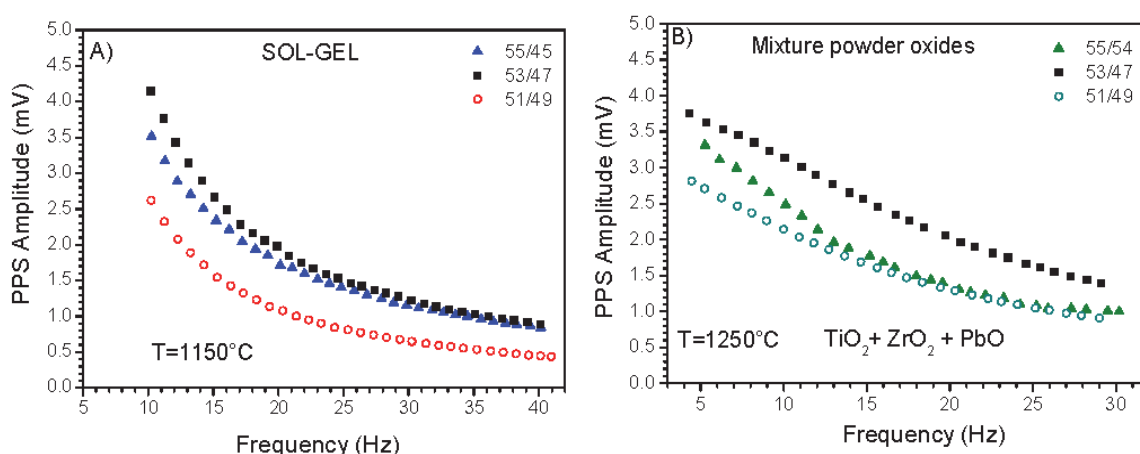 A)
SOL-GEL
55/45
53/47
51/49
T=1150°C
PPS Amplitude (mV)
5.0
4.5
4.0
3.5
3.0
2.5
2.0
1.5
1.0
0.5
0.0
5 10 15 20 25 30 35 40
Frequency (Hz)
B)
Mixture powder oxides
55/54
53/47
51/49
T=1250°C
TiO₂+ ZrO₂ + PbO
PPS Amplitude (mV)
5.0
4.5
4.0
3.5
3.0
2.5
2.0
1.5
1.0
0.5
0.0
5 10 15 20 25 30
Frequency (Hz)